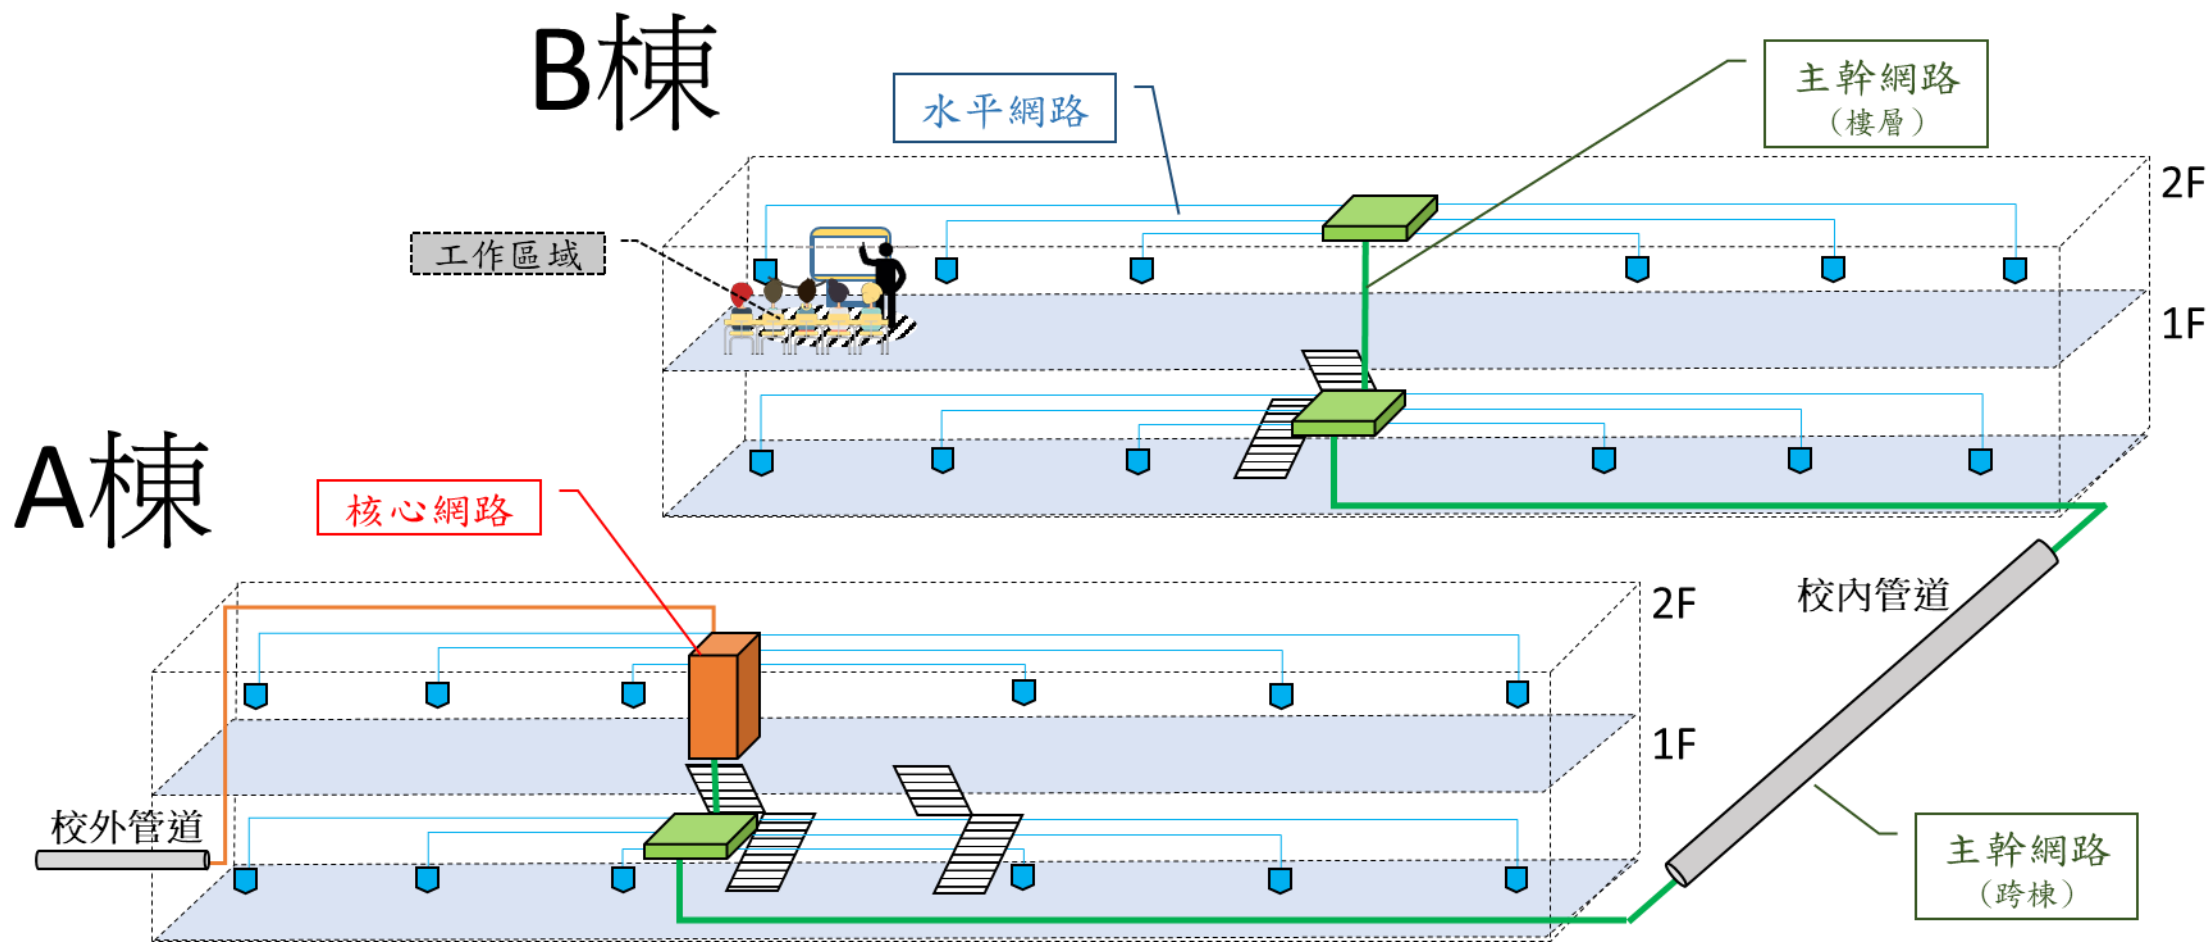 B棟
水平網路
主幹網路
(樓層)
2F
工作區域
1F
A棟
核心網路
校內管道
2F
1F
校外管道
主幹網路
(跨棟)